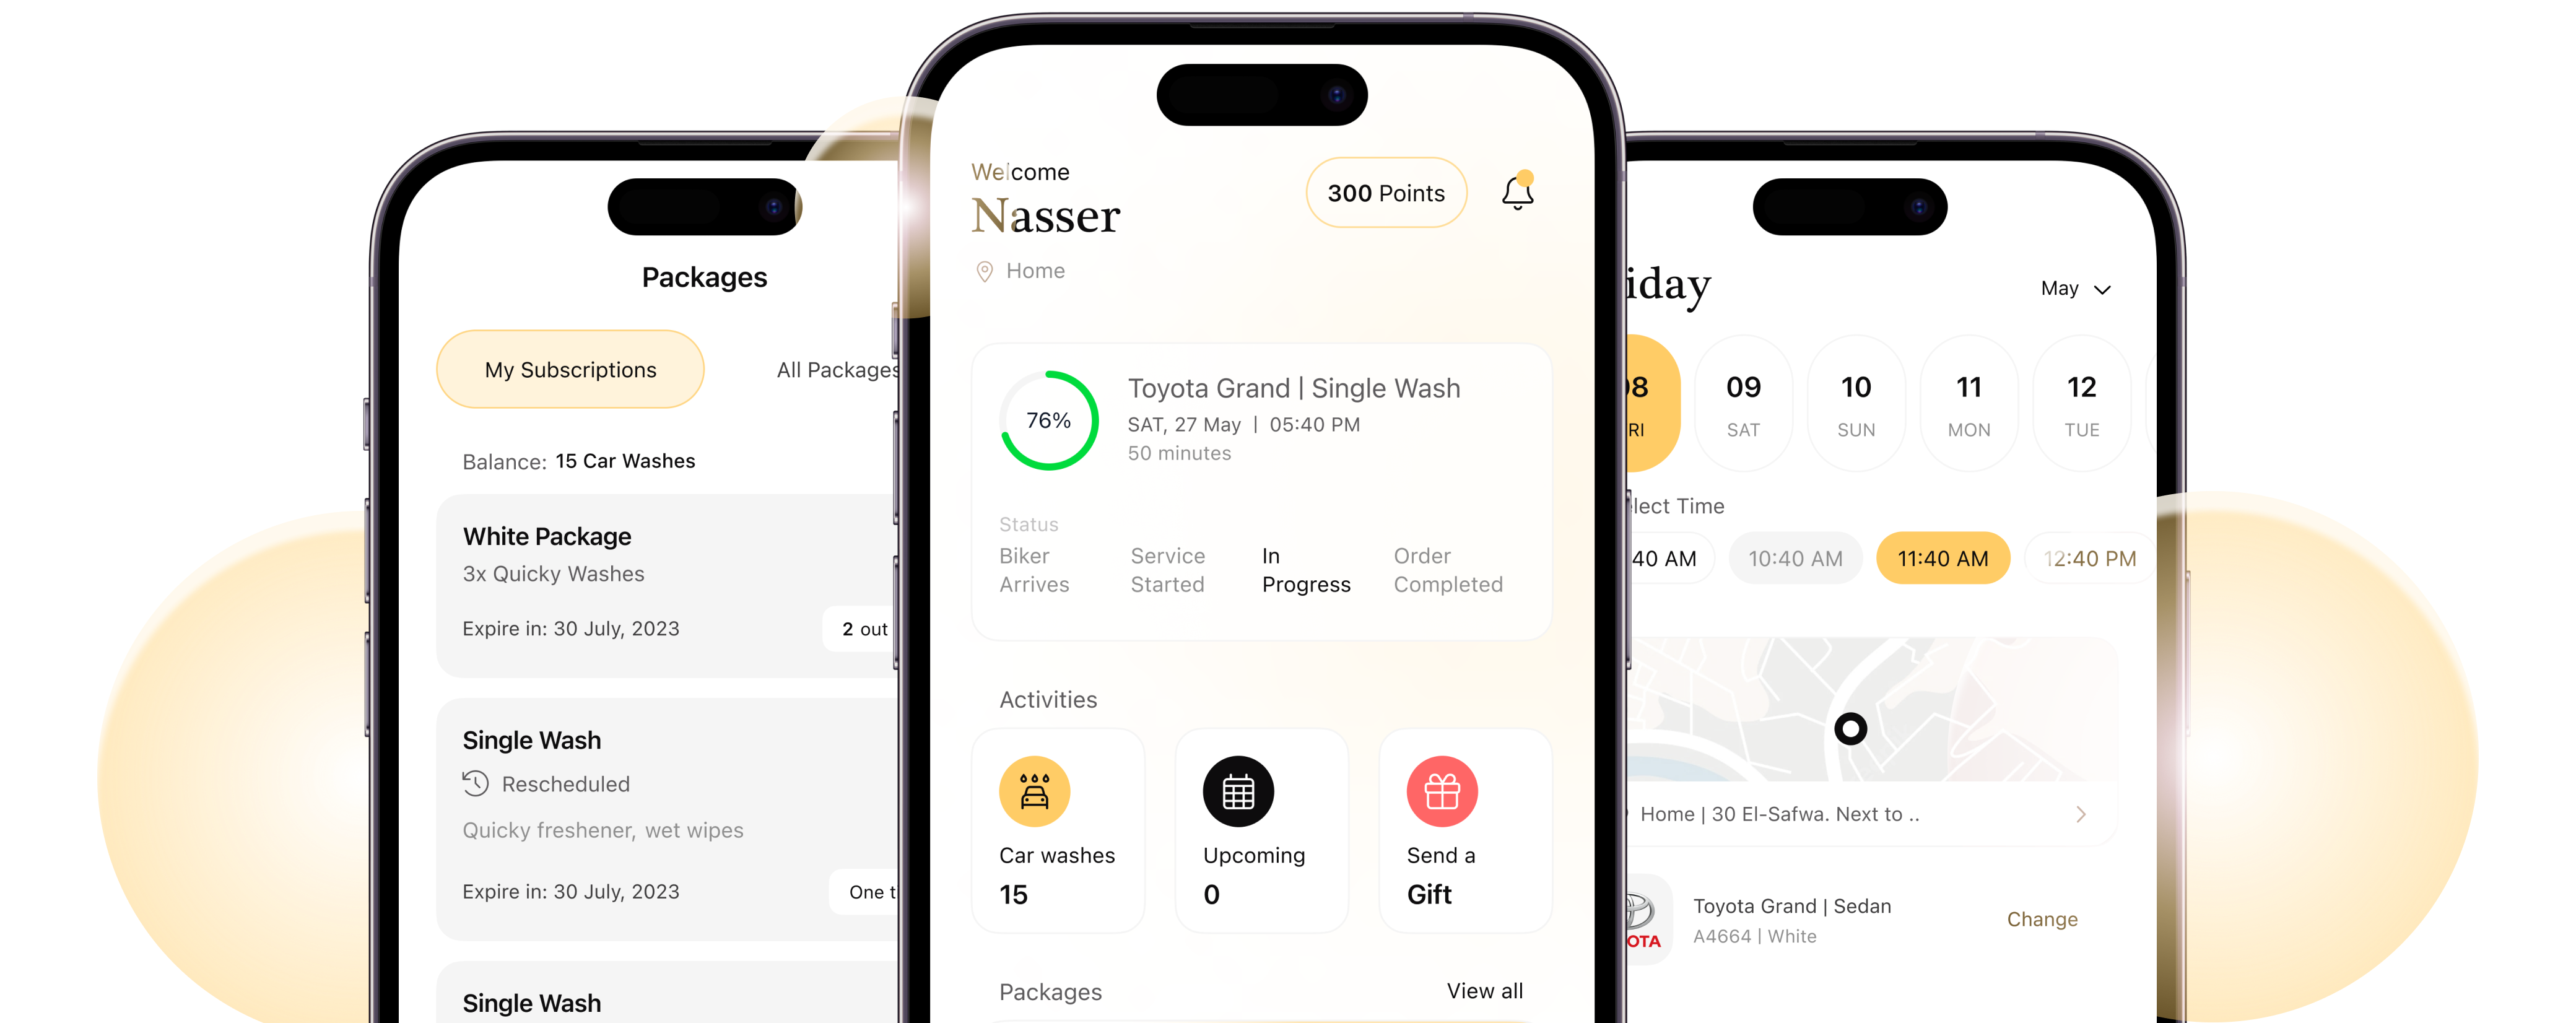 Packages
My Subscriptions
All Packages
Balance: 15 Car Washes
White Package
3x Quicky Washes
Expire in: 30 July, 2023
2 out
Single Wash
Rescheduled
Quicky freshener, wet wipes
Expire in: 30 July, 2023
One t
Single Wash
Welcome
Nasser
Home
300 Points
76%
Toyota Grand | Single Wash
SAT, 27 May | 05:40 PM
50 minutes
Status
Biker Arrives
Service Started
In Progress
Order Completed
Activities
Car washes
15
Upcoming
0
Send a
Gift
Packages
View all
iday
May
08
RI
09
SAT
10
SUN
11
MON
12
TUE
lect Time
40 AM
10:40 AM
11:40 AM
12:40 PM
Home | 30 El-Safwa. Next to ..
OTA
Toyota Grand | Sedan
A4664 | White
Change